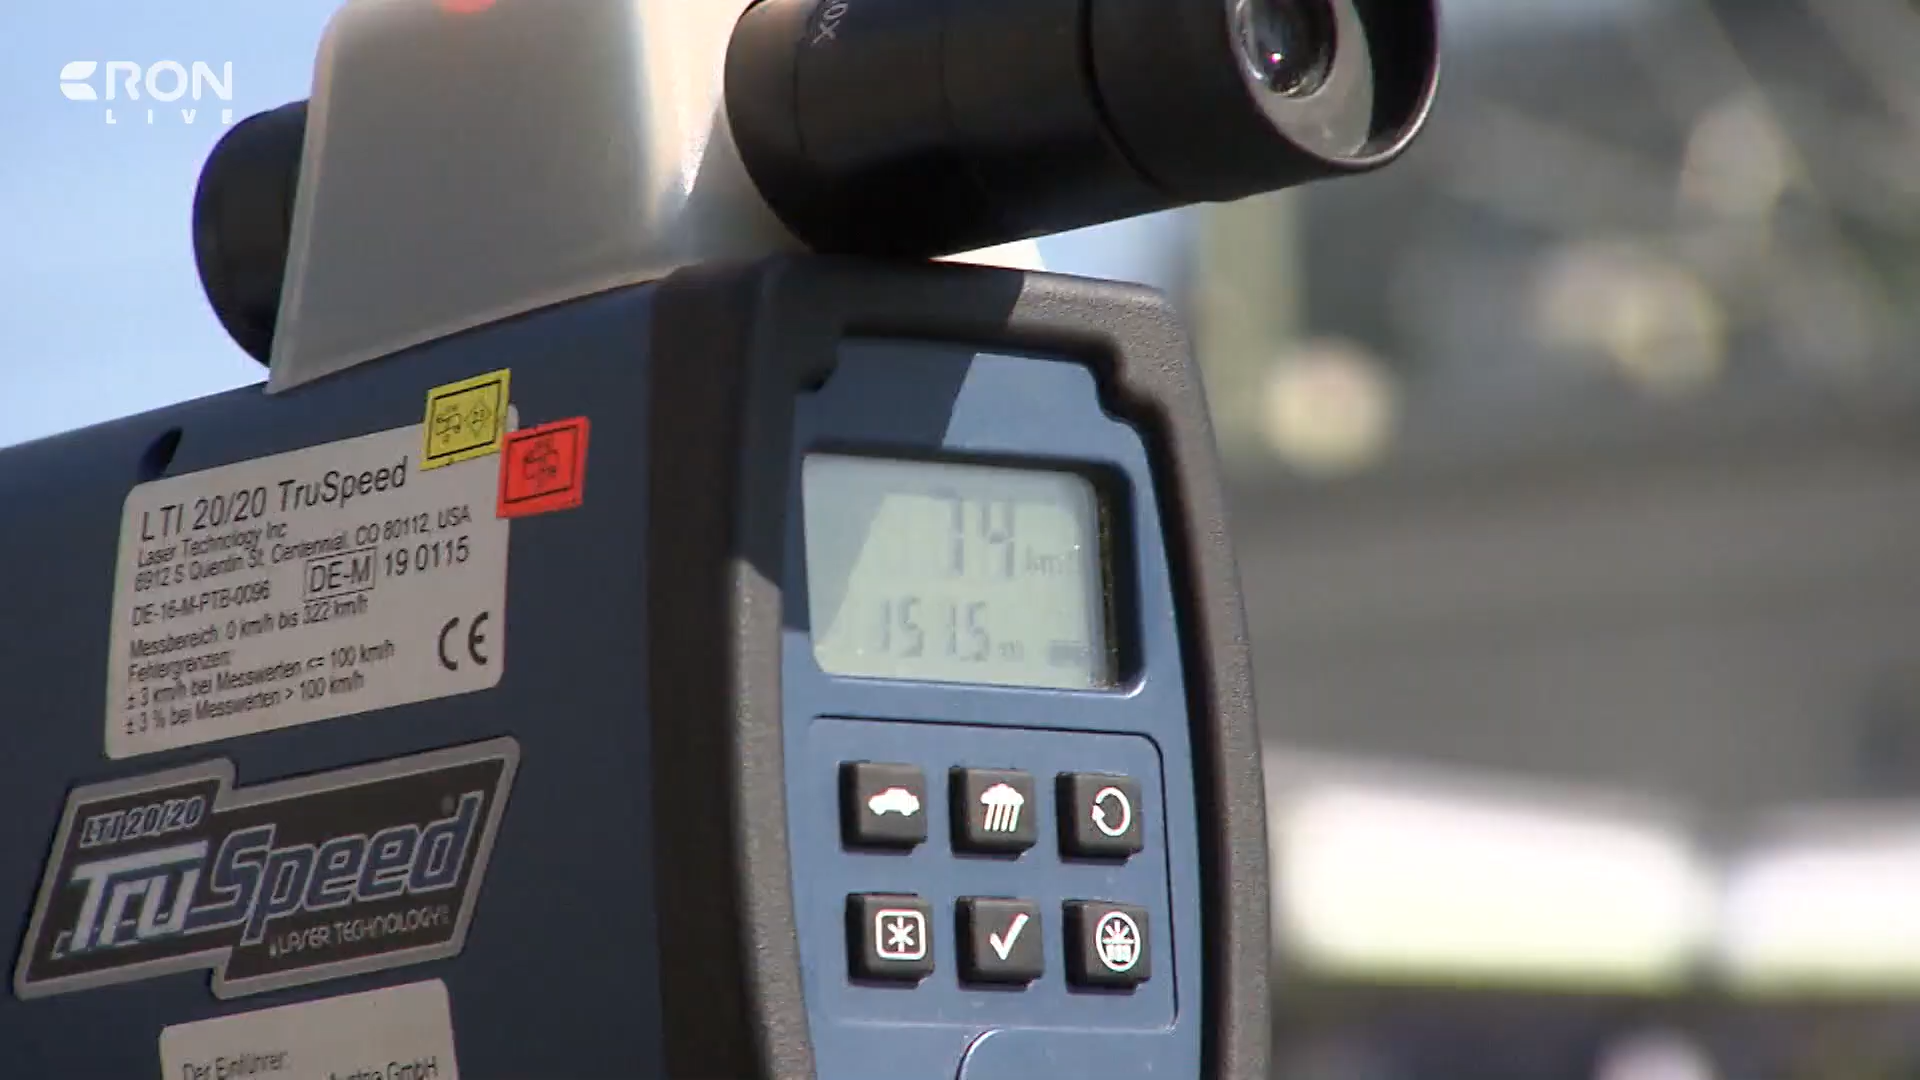 RON
LIVE
LTI 20/20 TruSpeed
Laser Technology Inc
6912 S Quentin St, Centennial, CO 80112, USA
DE-16-M-PTB-0096 DE-M 19 0115
Messbereich: 0 km/h bis 322 km/h
Fehlergrenzen:
± 3 km/h bei Messwerten <= 100 km/h
± 3 % bei Messwerten > 100 km/h
CE
74 km/h
151.5 m
LTI 20/20
TruSpeed
LASER TECHNOLOGY
Der Einführer:
Austria GmbH